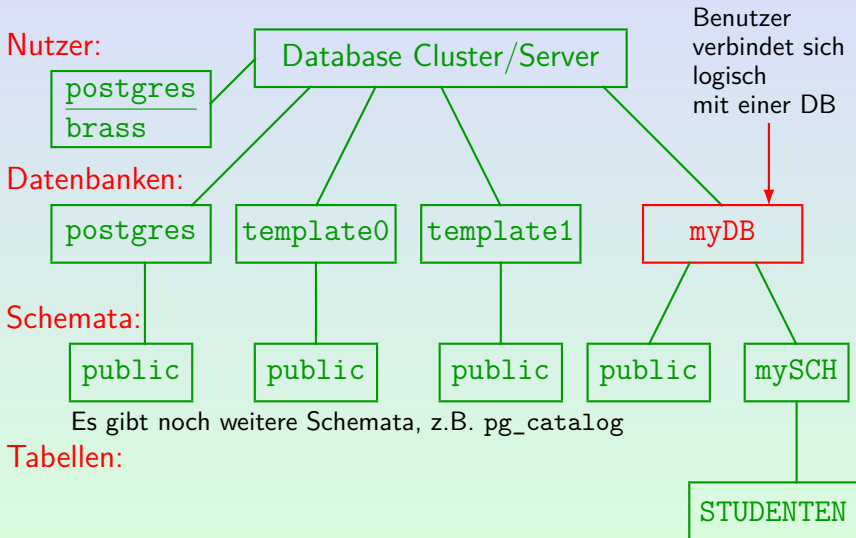 Benutzer
verbindet sich
logisch
mit einer DB
Nutzer:
Database Cluster/Server
postgres
brass
Datenbanken:
postgres
template0
template1
myDB
Schemata:
public
public
public
public
mySCH
Es gibt noch weitere Schemata, z.B. pg_catalog
Tabellen:
STUDENTEN